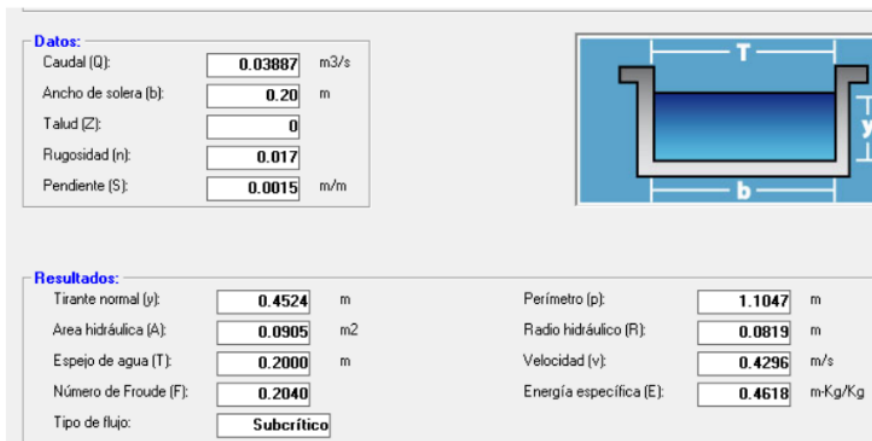 Datos:
Caudal (Q): 0.03887 m3/s
Ancho de solera (b): 0.20 m
Talud (Z): 0
Rugosidad (n): 0.017
Pendiente (S): 0.0015 m/m
T
y
b
Resultados:
Tirante normal (y): 0.4524 m Perímetro (p): 1.1047 m
Area hidráulica (A): 0.0905 m2 Radio hidráulico (R): 0.0819 m
Espejo de agua (T): 0.2000 m Velocidad (v): 0.4296 m/s
Número de Froude (F): 0.2040 Energía específica (E): 0.4618 m-Kg/Kg
Tipo de flujo: Subcrítico